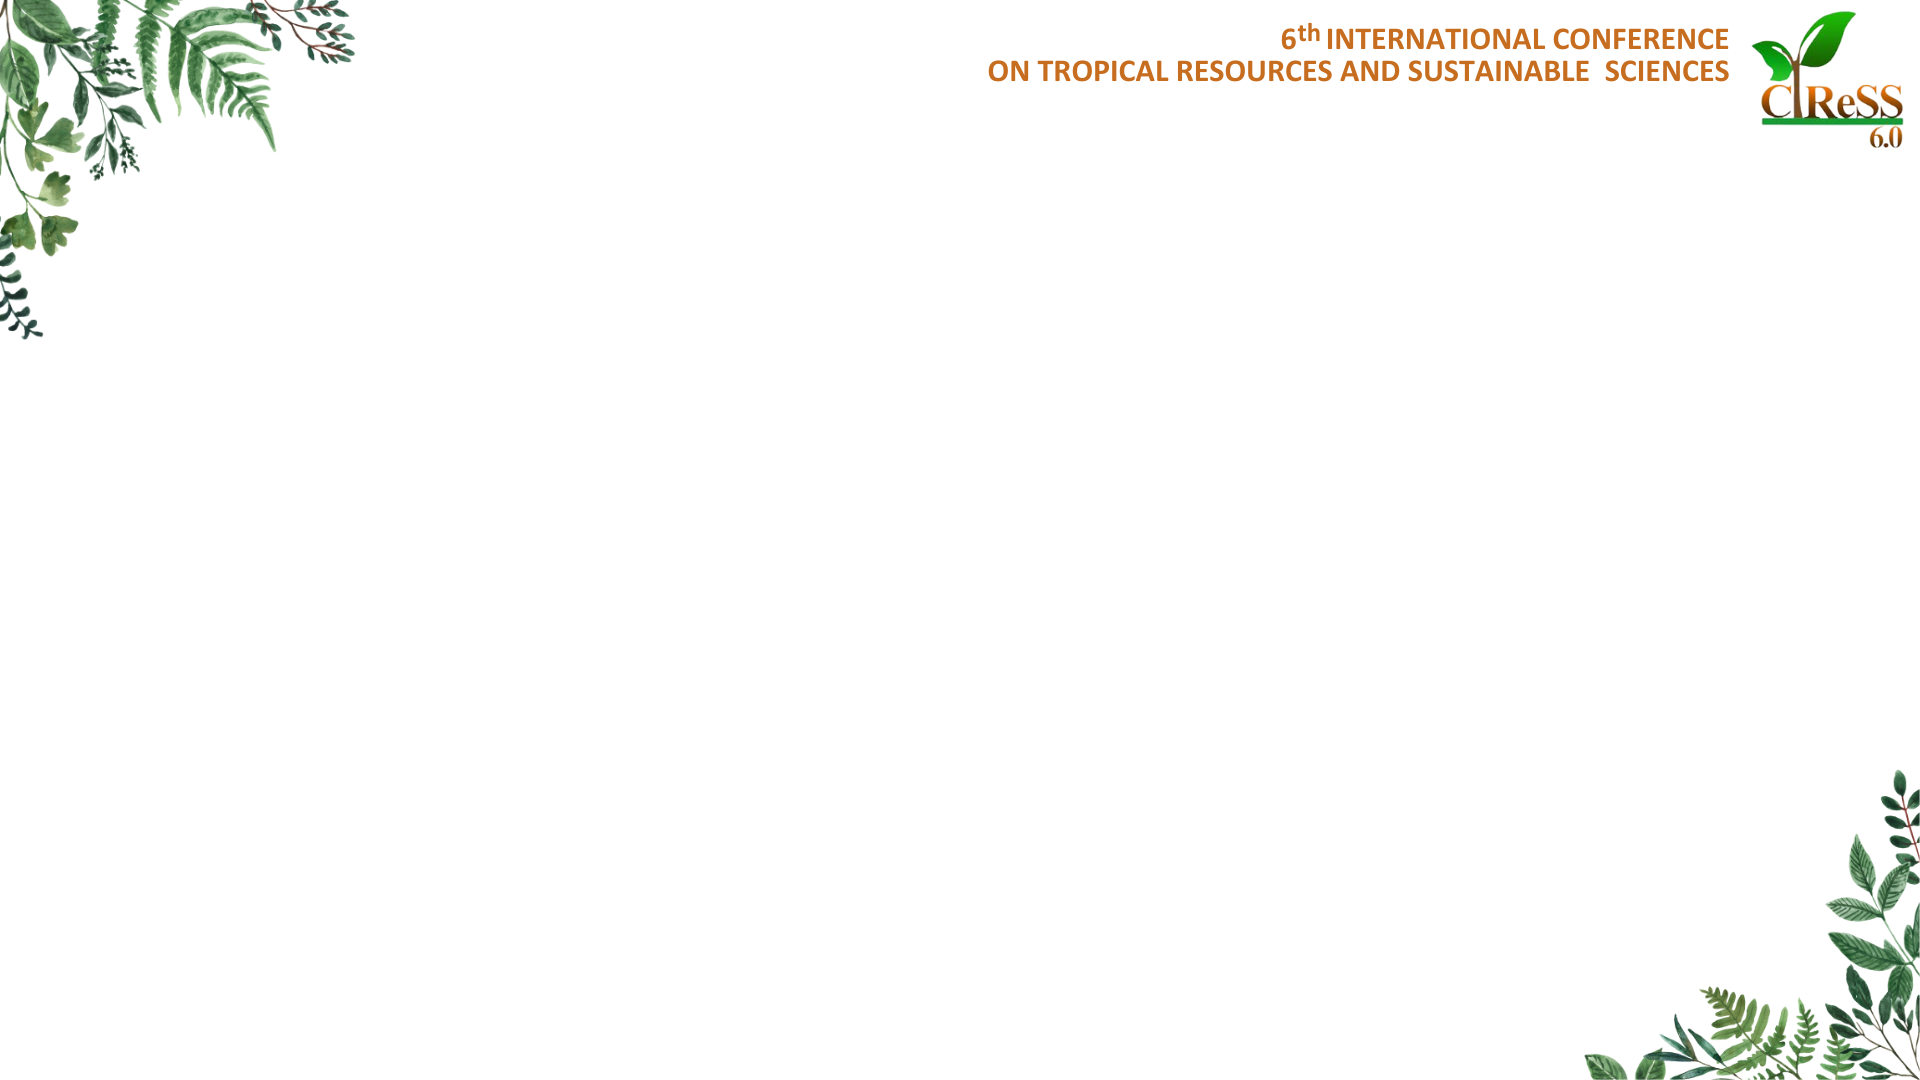 6th INTERNATIONAL CONFERENCE
ON TROPICAL RESOURCES AND SUSTAINABLE SCIENCES
CTReSS
6.0